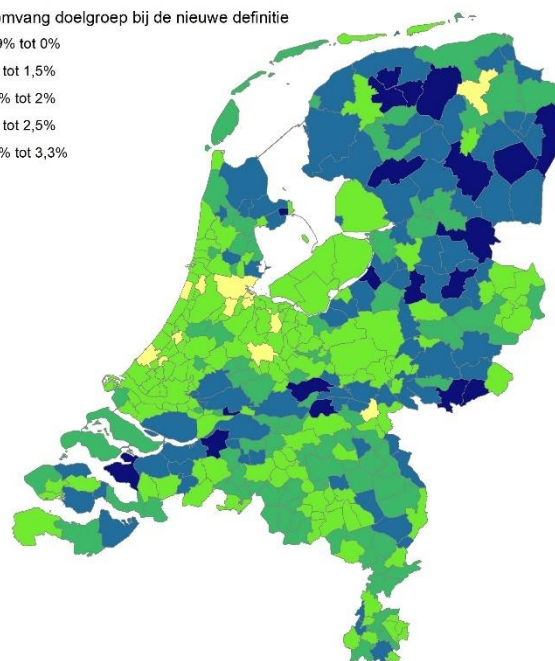 mvang doelgroep bij de nieuwe definitie
9% tot 0%
tot 1,5%
% tot 2%
tot 2,5%
% tot 3,3%